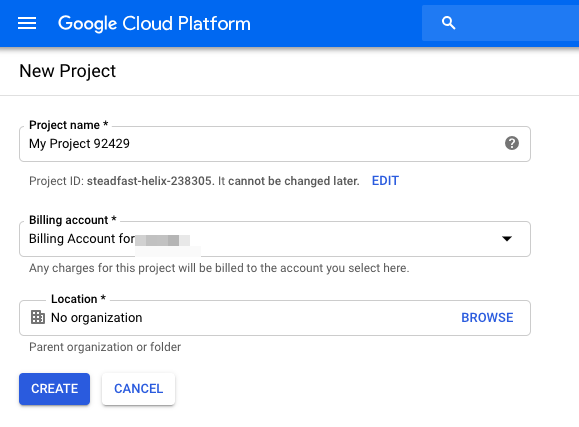 Google Cloud Platform
New Project
Project name *
My Project 92429
Project ID: steadfast-helix-238305. It cannot be changed later. EDIT
Billing account *
Billing Account for
Any charges for this project will be billed to the account you select here.
Location *
No organization BROWSE
Parent organization or folder
CREATE CANCEL